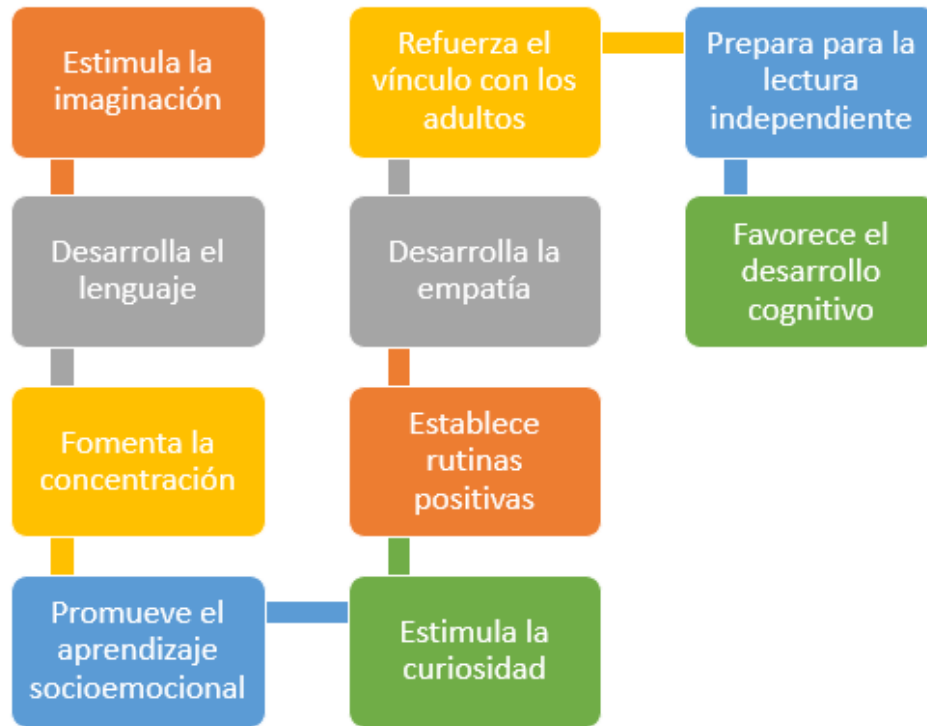 Estimula la
imaginación
Desarrolla el
lenguaje
Fomenta la
concentración
Promueve el
aprendizaje
socioemocional
Estimula la
curiosidad
Establece
rutinas
positivas
Desarrolla la
empatía
Refuerza el
vínculo con los
adultos
Prepara para la
lectura
independiente
Favorece el
desarrollo
cognitivo